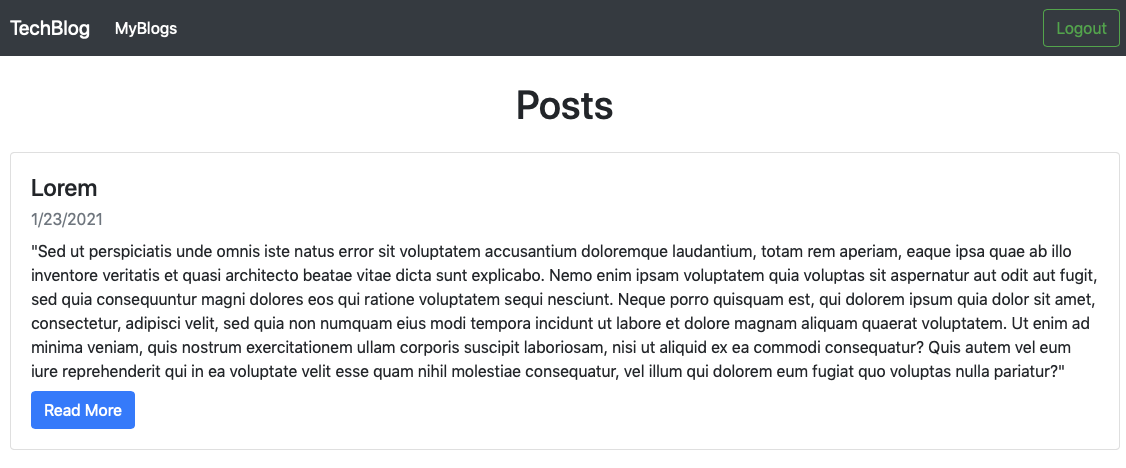 TechBlog MyBlogs Logout
Posts
Lorem
1/23/2021
"Sed ut perspiciatis unde omnis iste natus error sit voluptatem accusantium doloremque laudantium, totam rem aperiam, eaque ipsa quae ab illo
inventore veritatis et quasi architecto beatae vitae dicta sunt explicabo. Nemo enim ipsam voluptatem quia voluptas sit aspernatur aut odit aut fugit,
sed quia consequuntur magni dolores eos qui ratione voluptatem sequi nesciunt. Neque porro quisquam est, qui dolorem ipsum quia dolor sit amet,
consectetur, adipisci velit, sed quia non numquam eius modi tempora incidunt ut labore et dolore magnam aliquam quaerat voluptatem. Ut enim ad
minima veniam, quis nostrum exercitationem ullam corporis suscipit laboriosam, nisi ut aliquid ex ea commodi consequatur? Quis autem vel eum
iure reprehenderit qui in ea voluptate velit esse quam nihil molestiae consequatur, vel illum qui dolorem eum fugiat quo voluptas nulla pariatur?"
Read More